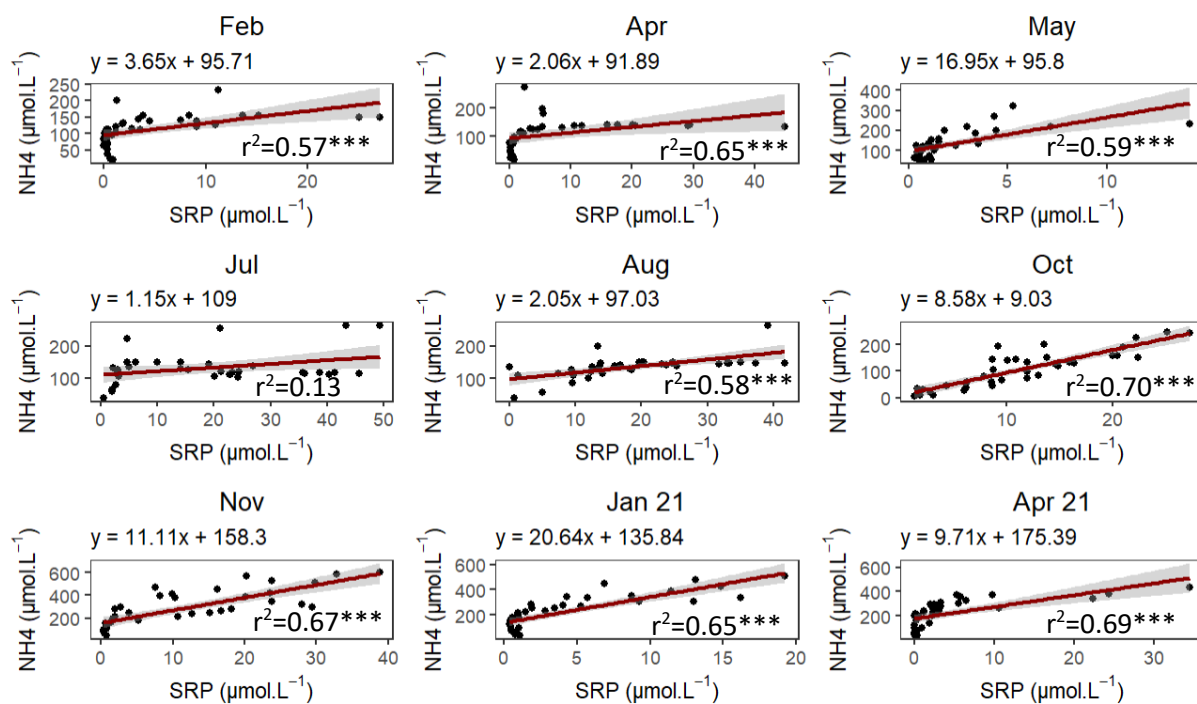 Feb
y = 3.65x + 95.71
NH4 (µmol.L⁻¹)
250
200
150
100
50
r²=0.57***
0
10
20
SRP (µmol.L⁻¹)
Apr
y = 2.06x + 91.89
NH4 (µmol.L⁻¹)
200
100
r²=0.65***
0
10
20
30
40
SRP (µmol.L⁻¹)
May
y = 16.95x + 95.8
NH4 (µmol.L⁻¹)
400
300
200
100
r²=0.59***
0
5
10
SRP (µmol.L⁻¹)
Jul
y = 1.15x + 109
NH4 (µmol.L⁻¹)
200
100
r²=0.13
0
10
20
30
40
50
SRP (µmol.L⁻¹)
Aug
y = 2.05x + 97.03
NH4 (µmol.L⁻¹)
200
100
r²=0.58***
0
10
20
30
40
SRP (µmol.L⁻¹)
Oct
y = 8.58x + 9.03
NH4 (µmol.L⁻¹)
200
100
0
r²=0.70***
10
20
SRP (µmol.L⁻¹)
Nov
y = 11.11x + 158.3
NH4 (µmol.L⁻¹)
600
400
200
r²=0.67***
0
10
20
30
40
SRP (µmol.L⁻¹)
Jan 21
y = 20.64x + 135.84
NH4 (µmol.L⁻¹)
600
400
200
r²=0.65***
0
5
10
15
20
SRP (µmol.L⁻¹)
Apr 21
y = 9.71x + 175.39
NH4 (µmol.L⁻¹)
600
400
200
r²=0.69***
0
10
20
30
SRP (µmol.L⁻¹)